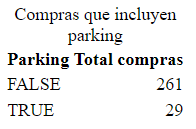 Compras que incluyen
parking
Parking Total compras
FALSE 261
TRUE 29